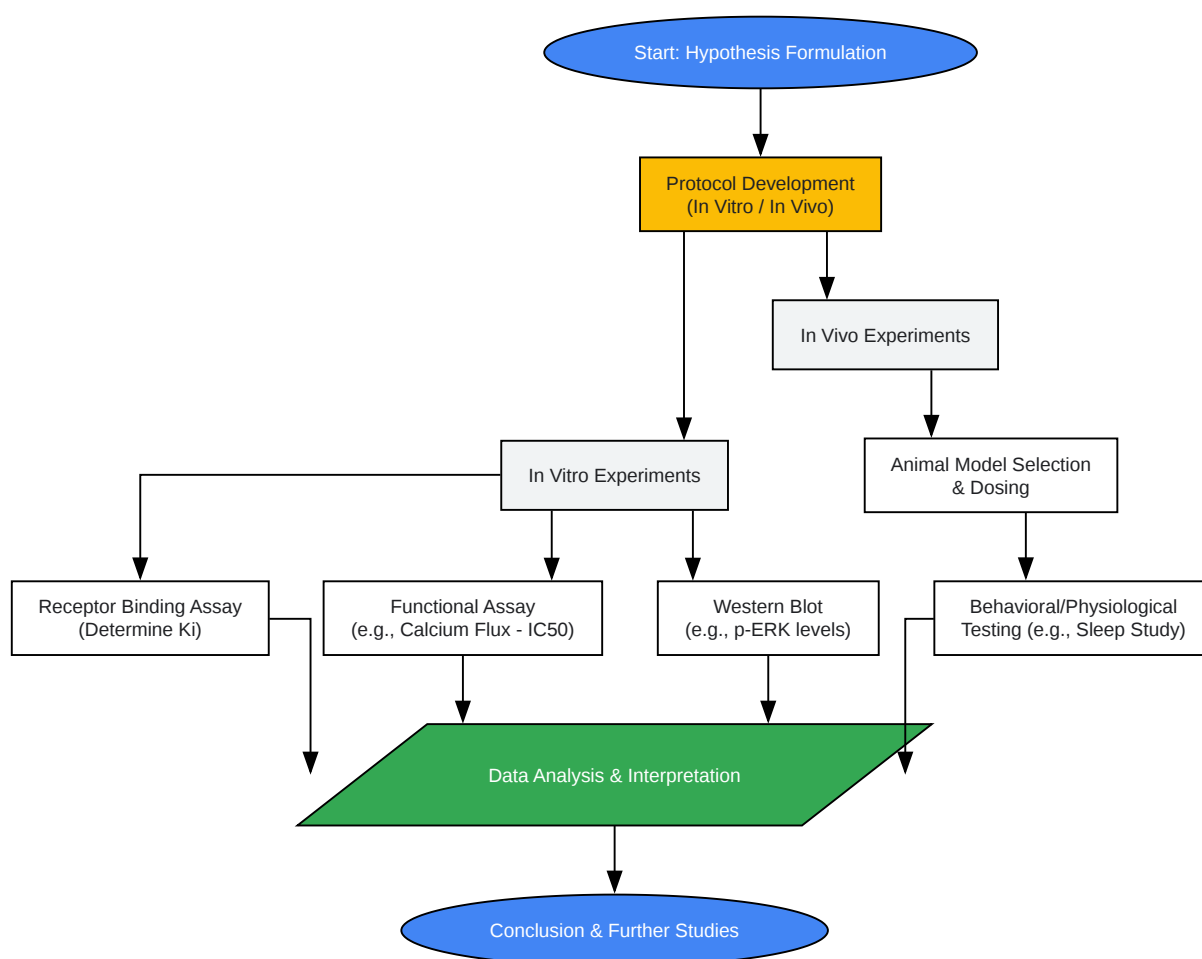 Start: Hypothesis Formulation
Protocol Development
(In Vitro / In Vivo)
In Vivo Experiments
In Vitro Experiments
Animal Model Selection
& Dosing
Receptor Binding Assay
(Determine Ki)
Functional Assay
(e.g., Calcium Flux - IC50)
Western Blot
(e.g., p-ERK levels)
Behavioral/Physiological
Testing (e.g., Sleep Study)
Data Analysis & Interpretation
Conclusion & Further Studies